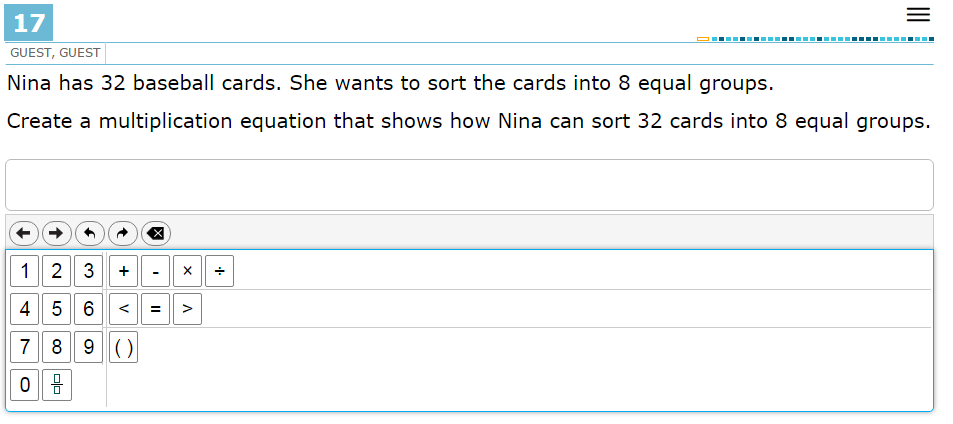 17
GUEST, GUEST
Nina has 32 baseball cards. She wants to sort the cards into 8 equal groups.
Create a multiplication equation that shows how Nina can sort 32 cards into 8 equal groups.
1 2 3 + - × ÷
4 5 6 < = >
7 8 9 ( )
0